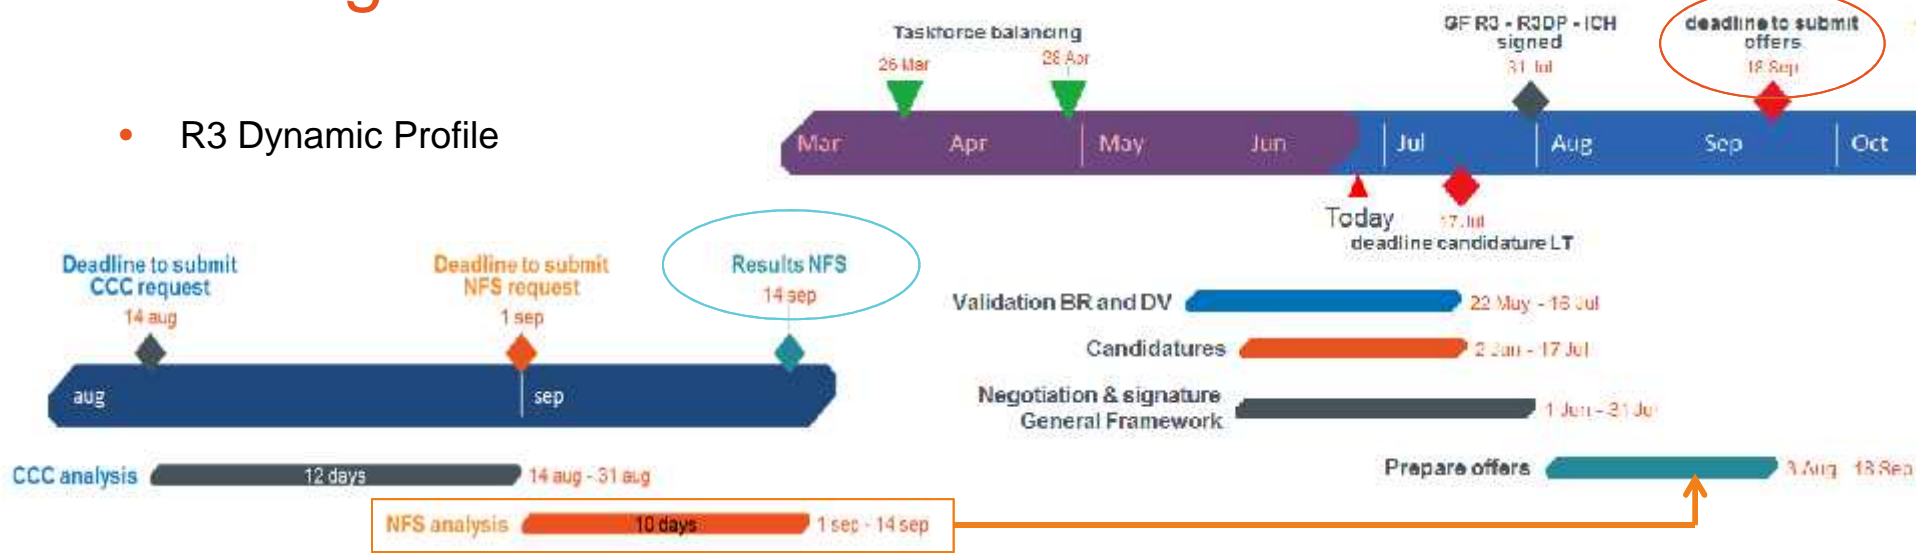 Taskforce balancing
26 Mar
28 Apr
GF R3 - R3DP - ICH
signed
31 Jul
deadline to submit
offers
18 Sep
• R3 Dynamic Profile
Mar
Apr
May
Jun
Jul
Aug
Sep
Oct
Today
17 Jul
deadline candidature LT
Deadline to submit
CCC request
14 aug
Deadline to submit
NFS request
1 sep
Results NFS
14 sep
aug
sep
CCC analysis
12 days
14 aug - 31 aug
NFS analysis
10 days
1 sec - 14 sep
Validation BR and DV
22 May - 16 Jul
Candidatures
2 Jun - 17 Jul
Negotiation & signature
General Framework
1 Jun - 31 Jul
Prepare offers
3 Aug - 18 Sep